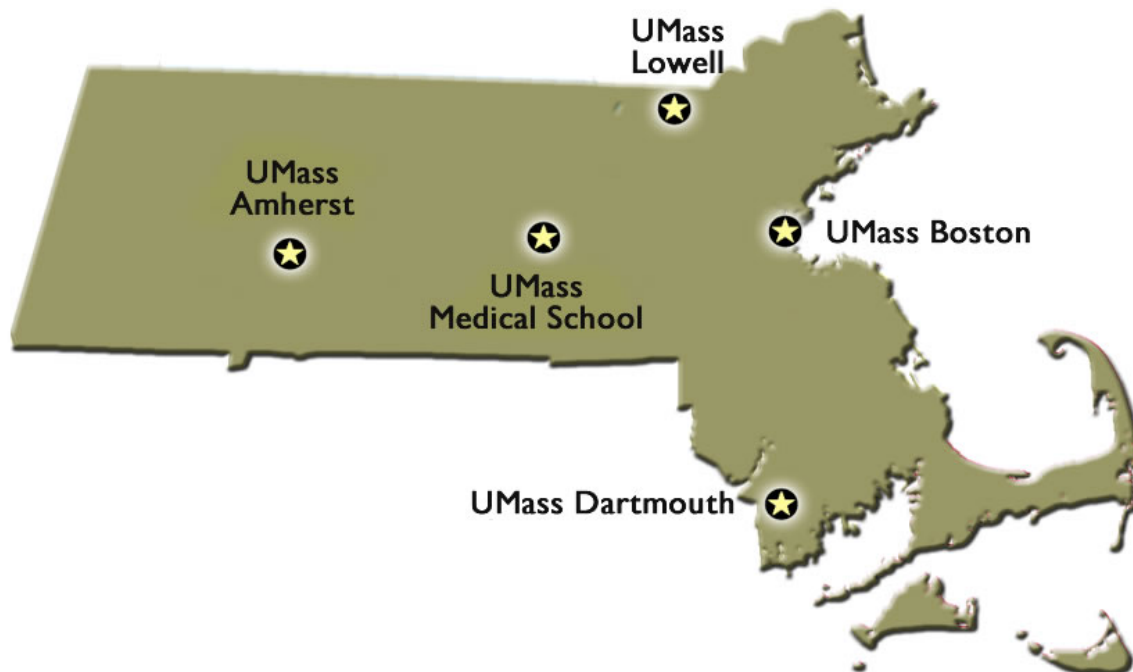 UMass
Lowell
UMass
Amherst
UMass Boston
UMass
Medical School
UMass Dartmouth